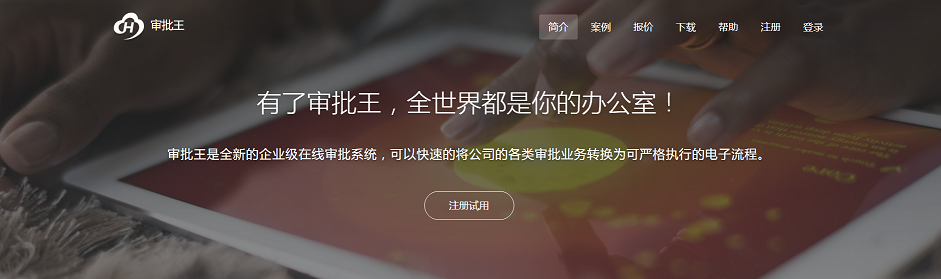 审批王
简介 案例 报价 下载 帮助 注册 登录
有了审批王，全世界都是你的办公室！
审批王是全新的企业级在线审批系统，可以快速的将公司的各类审批业务转换为可严格执行的电子流程。
注册试用
Core